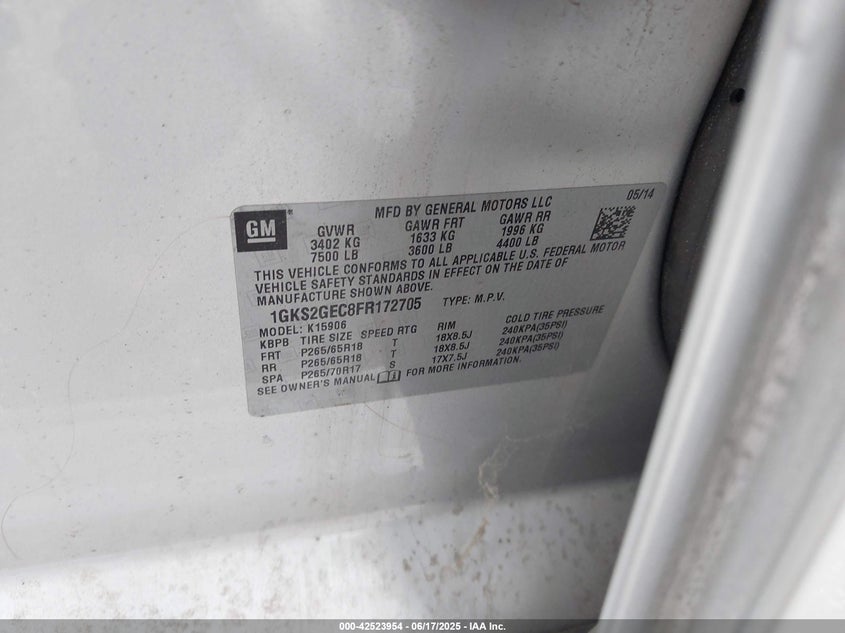 GM
MFD BY GENERAL MOTORS LLC
05/14
GVWR GAWR FRT GAWR RR
3402 KG 1633 KG 1996 KG
7500 LB 3600 LB 4400 LB
THIS VEHICLE CONFORMS TO ALL APPLICABLE U.S. FEDERAL MOTOR
VEHICLE SAFETY STANDARDS IN EFFECT ON THE DATE OF
MANUFACTURE SHOWN ABOVE.
1GKS2GEC8FR172705 TYPE: M.P.V.
MODEL: K15906
KBPB TIRE SIZE SPEED RTG RIM COLD TIRE PRESSURE
FRT P265/65R18 T 18X8.5J 240KPA(35PSI)
RR P265/65R18 T 18X8.5J 240KPA(35PSI)
SPA P265/70R17 S 17X7.5J 240KPA(35PSI)
SEE OWNER'S MANUAL FOR MORE INFORMATION.
000-42523954 | 06/17/2025 - IAA Inc.